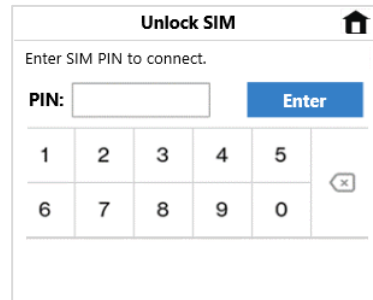 Unlock SIM
Enter SIM PIN to connect.
PIN: Enter
1 2 3 4 5
6 7 8 9 0